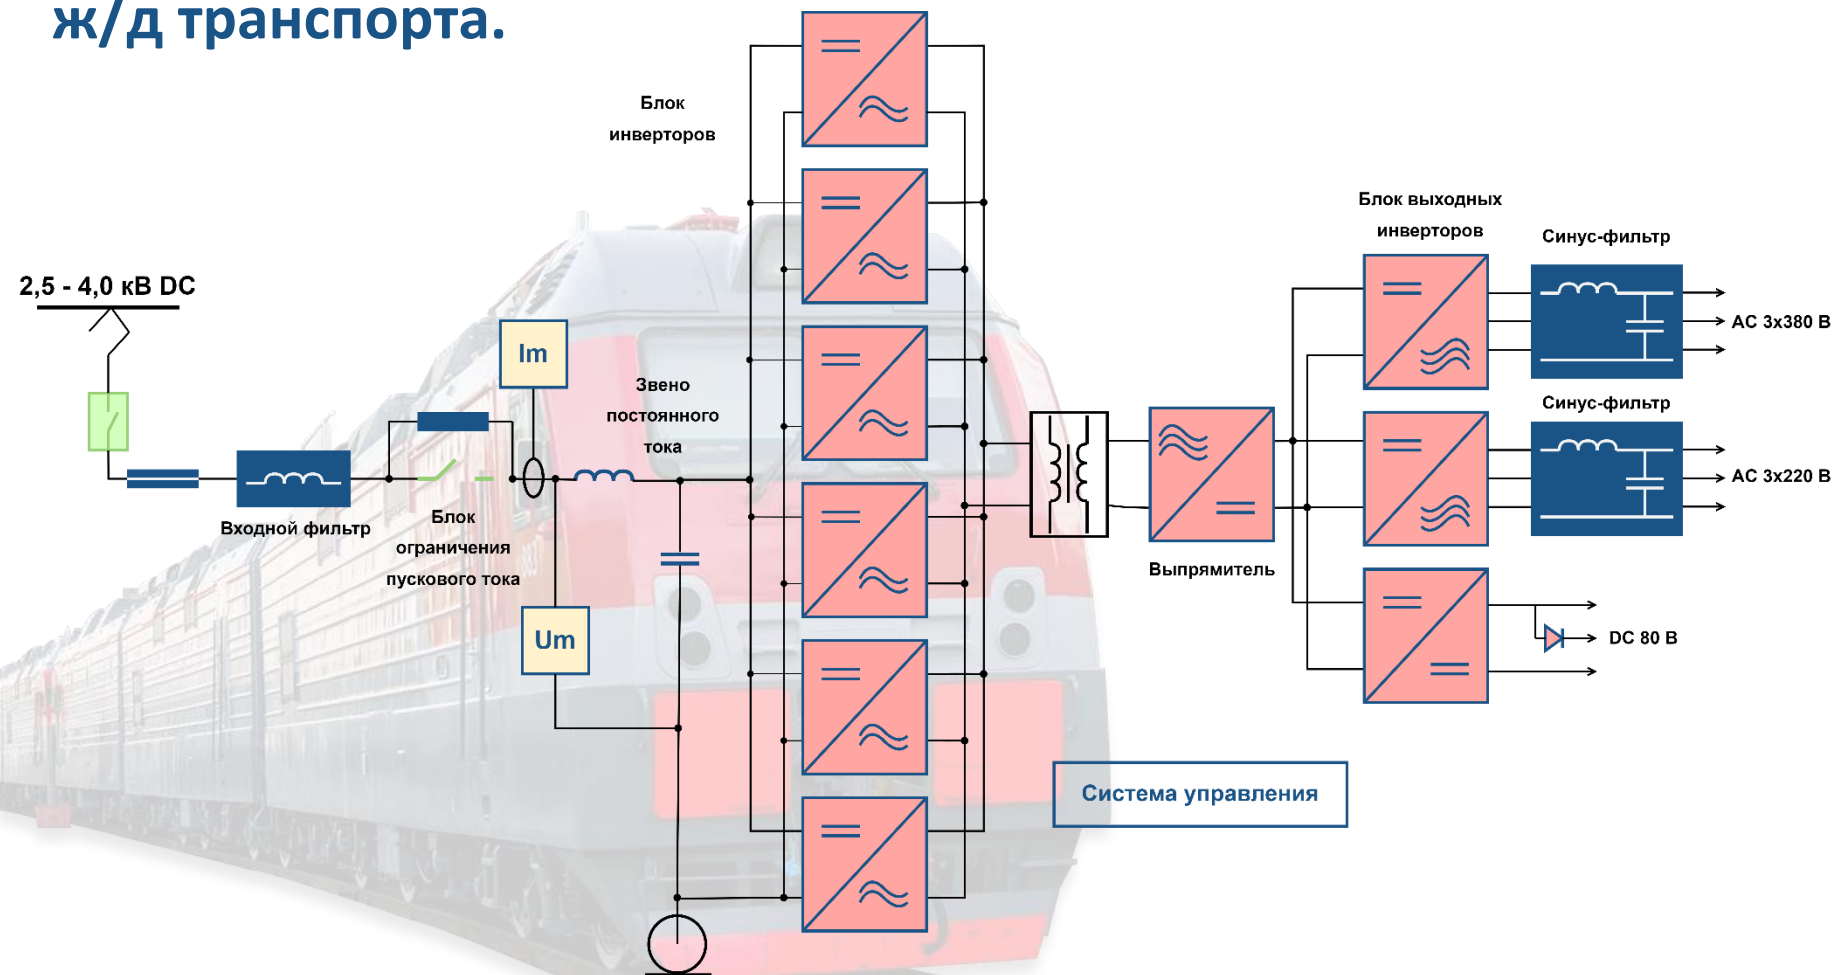 ж/д транспорта.
Блок
инверторов
2,5 - 4,0 кВ DC
Im
Звено
постоянного
тока
Входной фильтр
Блок
ограничения
пускового тока
Um
Выпрямитель
Блок выходных
инверторов
Синус-фильтр
AC 3x380 В
Синус-фильтр
AC 3x220 В
DC 80 В
Система управления